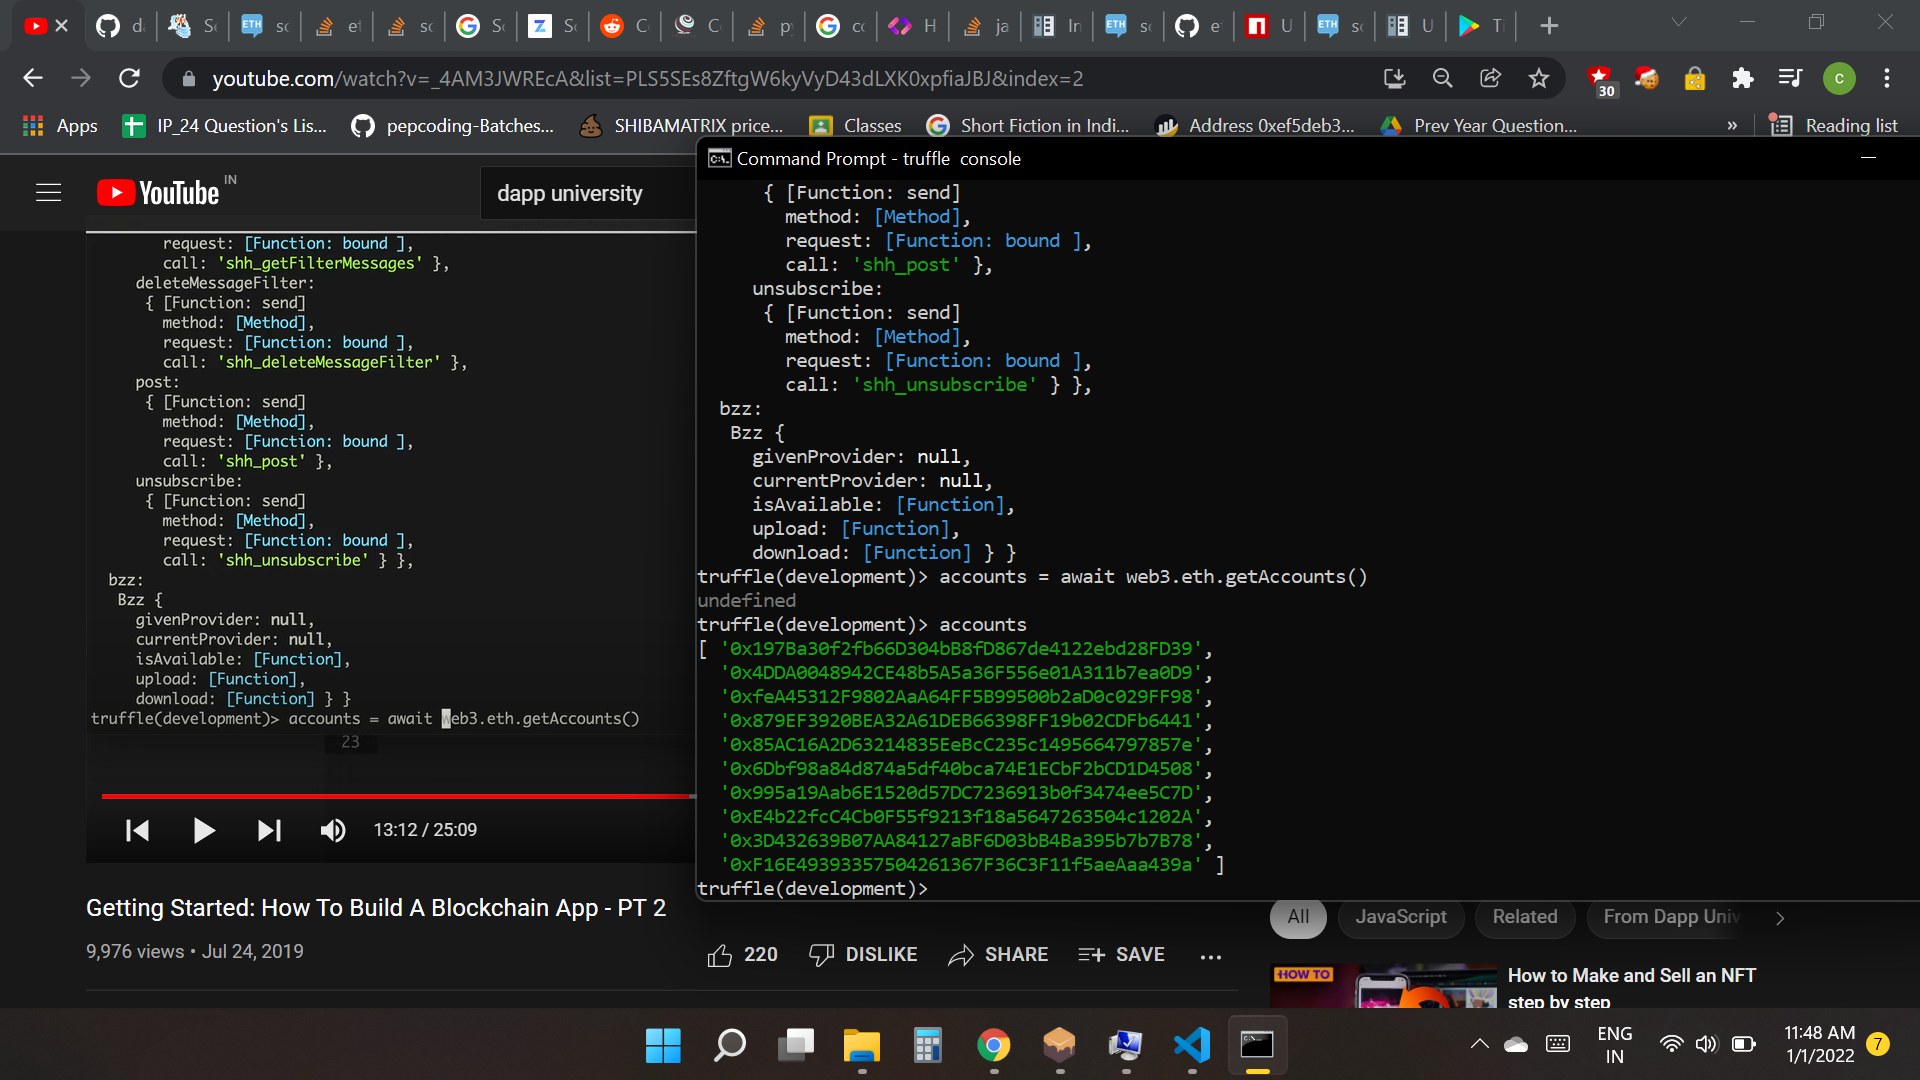 youtube.com/watch?v=_4AM3JWREcA&list=PLS5SEs8ZftgW6kyVyD43dLXK0xpfiaJBJ&index=2
30
c
Apps
IP_24 Question's Lis...
pepcoding-Batches...
SHIBAMATRIX price...
Classes
Short Fiction in Indi...
Address 0xef5deb3...
Prev Year Question...
»
Reading list
YouTube IN
dapp university
request: [Function: bound ],
call: 'shh_getFilterMessages' },
deleteMessageFilter:
{ [Function: send]
method: [Method],
request: [Function: bound ],
call: 'shh_deleteMessageFilter' },
post:
{ [Function: send]
method: [Method],
request: [Function: bound ],
call: 'shh_post' },
unsubscribe:
{ [Function: send]
method: [Method],
request: [Function: bound ],
call: 'shh_unsubscribe' } },
bzz:
Bzz {
givenProvider: null,
currentProvider: null,
isAvailable: [Function],
upload: [Function],
download: [Function] } }
truffle(development)> accounts = await web3.eth.getAccounts()
23
13:12 / 25:09
Command Prompt - truffle  console
{ [Function: send]
method: [Method],
request: [Function: bound ],
call: 'shh_post' },
unsubscribe:
{ [Function: send]
method: [Method],
request: [Function: bound ],
call: 'shh_unsubscribe' } },
bzz:
Bzz {
givenProvider: null,
currentProvider: null,
isAvailable: [Function],
upload: [Function],
download: [Function] } }
truffle(development)> accounts = await web3.eth.getAccounts()
undefined
truffle(development)> accounts
[ '0x197Ba30f2fb66D304bB8fD867de4122ebd28FD39',
'0x4DDA0048942CE48b5A5a36F556e01A311b7ea0D9',
'0xfeA45312F9802AaA64FF5B99500b2aD0c029FF98',
'0x879EF3920BEA32A61DEB66398FF19b02CDFb6441',
'0x85AC16A2D63214835EeBcC235c1495664797857e',
'0x6Dbf98a84d874a5df40bca74E1ECbF2bCD1D4508',
'0x995a19Aab6E1520d57DC7236913b0f3474ee5C7D',
'0xE4b22fcC4Cb0F55f9213f18a5647263504c1202A',
'0x3D432639B07AA84127aBF6D03bB4Ba395b7b7B78',
'0xF16E49393357504261367F36C3F11f5aeAaa439a' ]
truffle(development)>
Getting Started: How To Build A Blockchain App - PT 2
9,976 views • Jul 24, 2019
220
DISLIKE
SHARE
SAVE
All
JavaScript
Related
From Dapp Univ
HOW TO
How to Make and Sell an NFT
step by step
ENG
IN
11:48 AM
1/1/2022
7